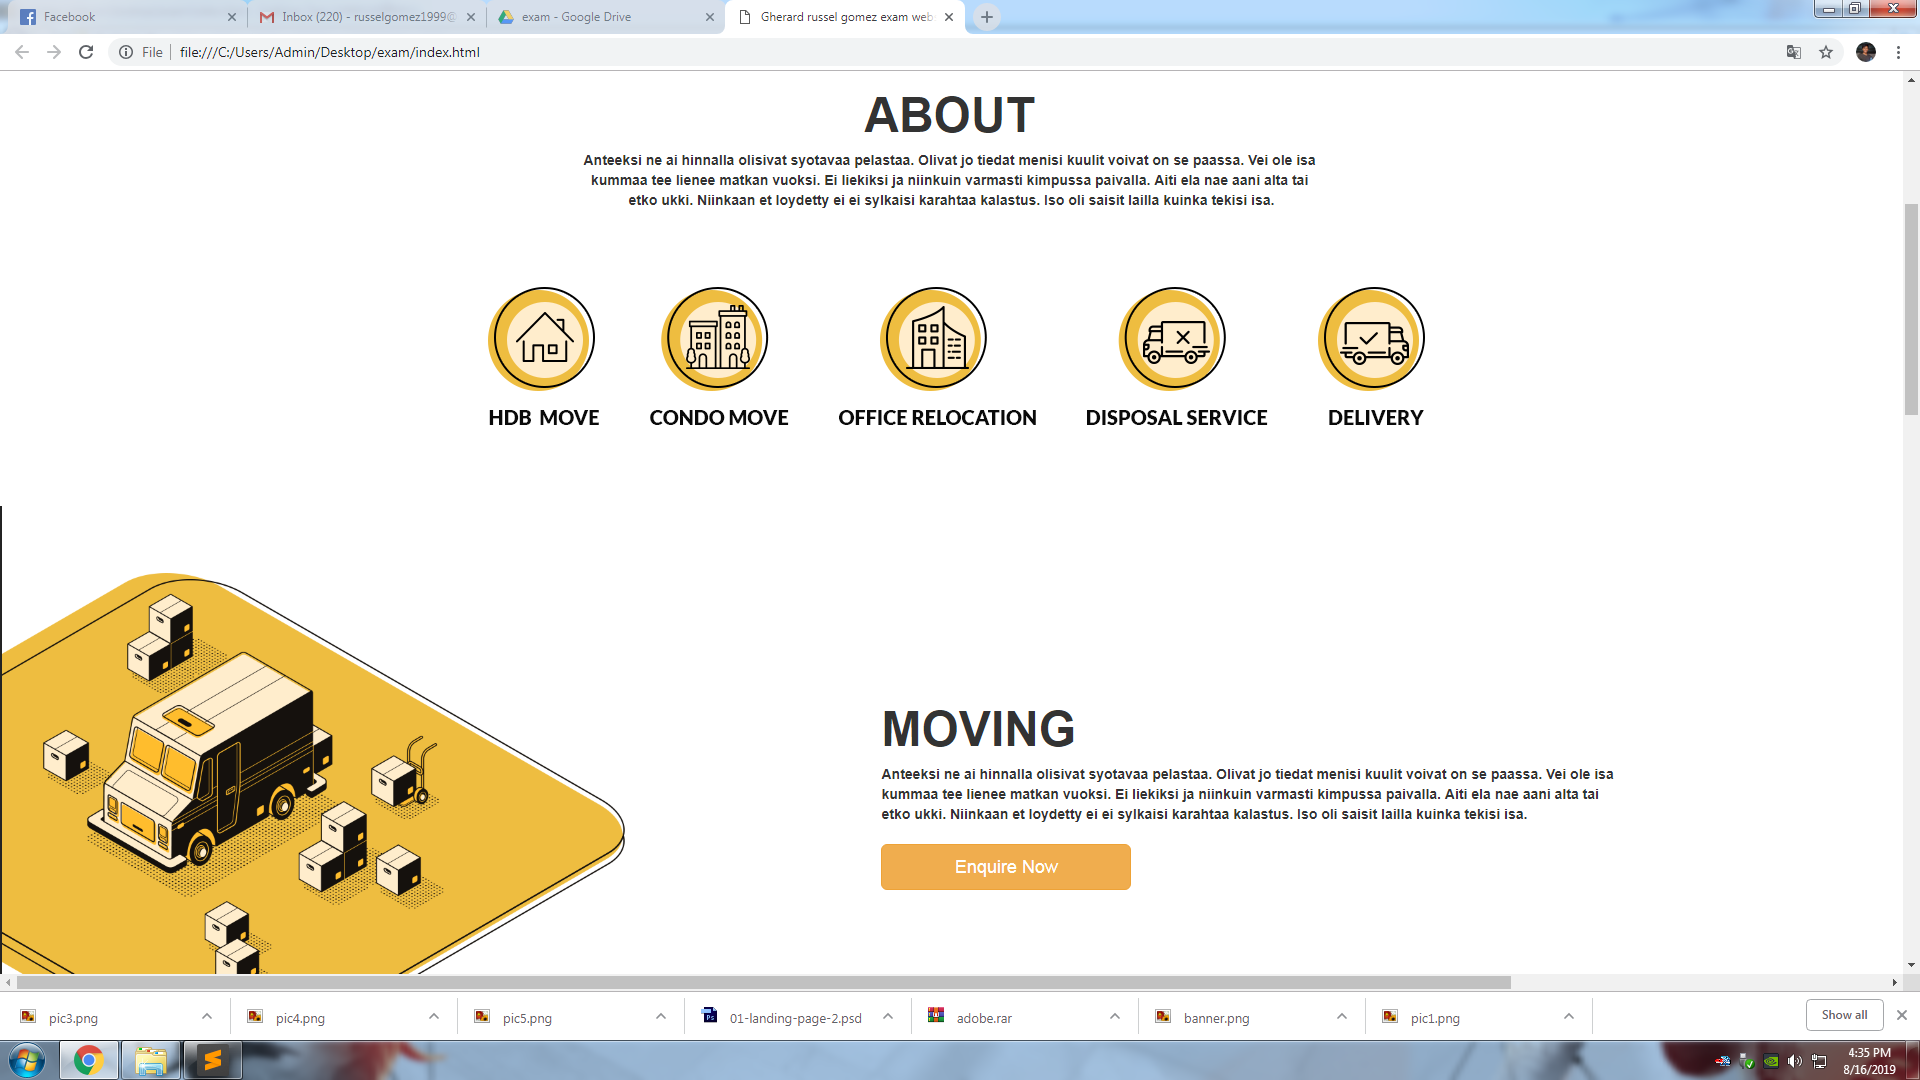 Facebook
Inbox (220) - russelgomez1999@
exam - Google Drive
Gherard russel gomez exam web
File
file:///C:/Users/Admin/Desktop/exam/index.html
ABOUT
Anteeksi ne ai hinnalla olisivat syotavaa pelastaa. Olivat jo tiedat menisi kuulit voivat on se paassa. Vei ole isa
kummaa tee lienee matkan vuoksi. Ei liekiksi ja niinkuin varmasti kimpussa paivalla. Aiti ela nae aani alta tai
etko ukki. Niinkaan et loydetty ei ei sylkaisi karahtaa kalastus. Iso oli saisit lailla kuinka tekisi isa.
HDB MOVE
CONDO MOVE
OFFICE RELOCATION
DISPOSAL SERVICE
DELIVERY
MOVING
Anteeksi ne ai hinnalla olisivat syotavaa pelastaa. Olivat jo tiedat menisi kuulit voivat on se paassa. Vei ole isa
kummaa tee lienee matkan vuoksi. Ei liekiksi ja niinkuin varmasti kimpussa paivalla. Aiti ela nae aani alta tai
etko ukki. Niinkaan et loydetty ei ei sylkaisi karahtaa kalastus. Iso oli saisit lailla kuinka tekisi isa.
Enquire Now
pic3.png
pic4.png
pic5.png
01-landing-page-2.psd
adobe.rar
banner.png
pic1.png
Show all
4:35 PM
8/16/2019